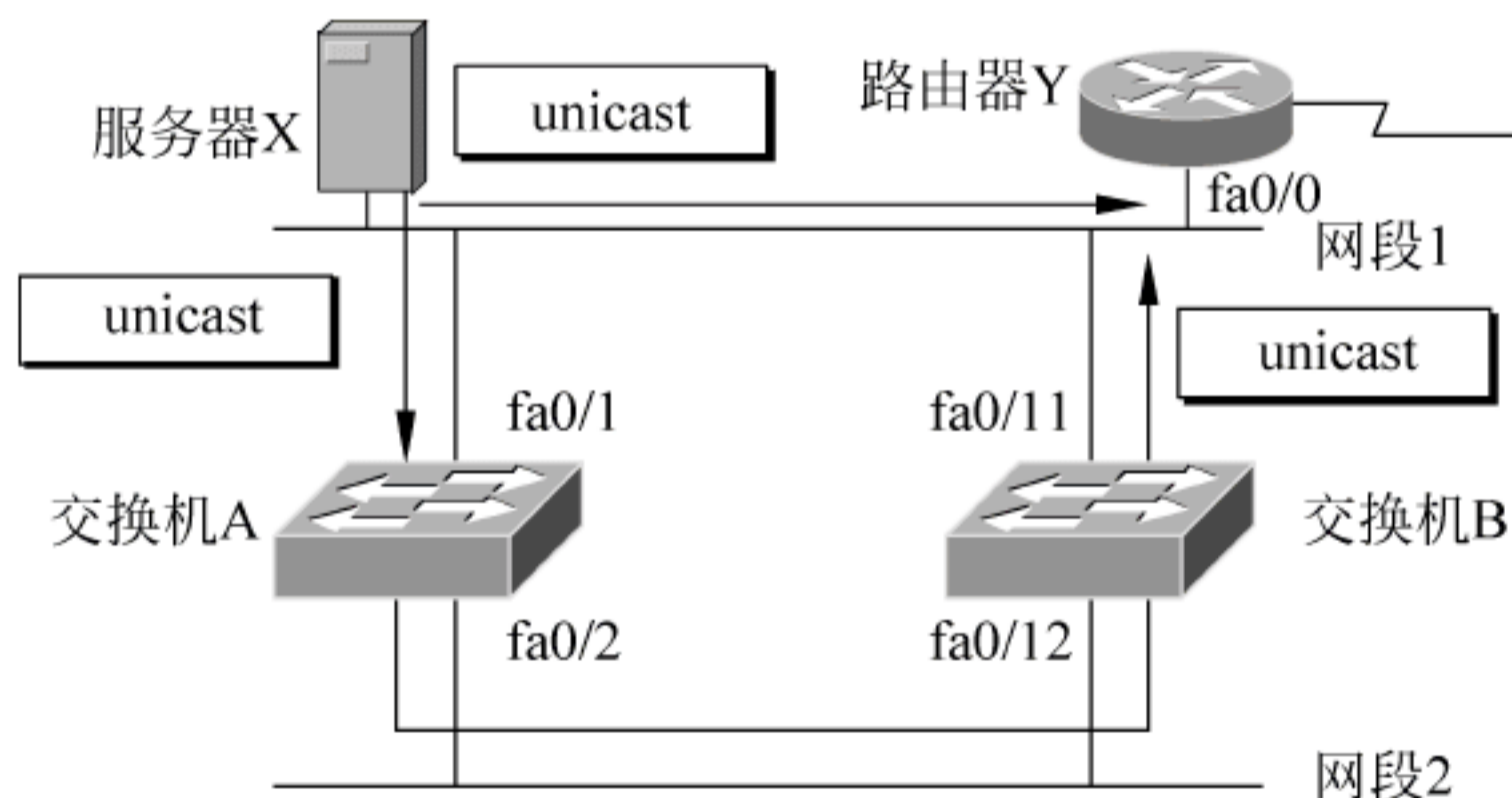 服务器X
unicast
路由器Y
fa0/0
网段1
unicast
unicast
fa0/1
fa0/11
交换机A
交换机B
fa0/2
fa0/12
网段2